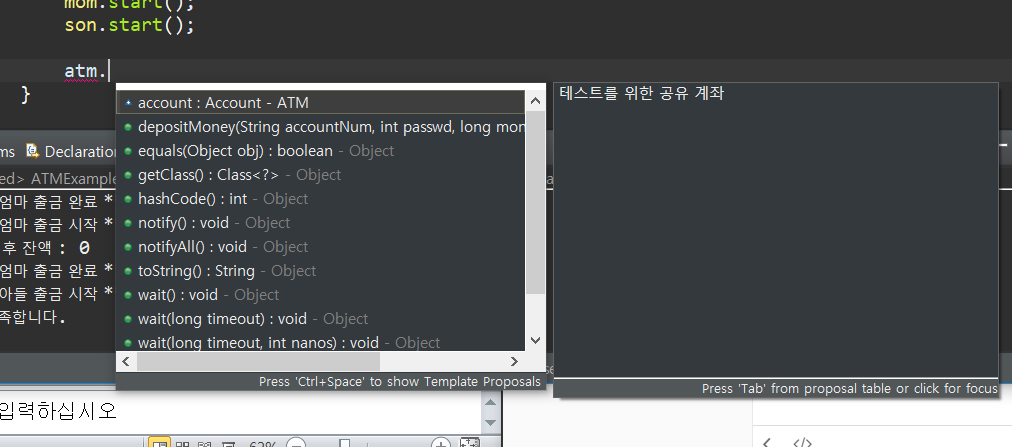 mom.start();
son.start();
atm.
}
account : Account - ATM
depositMoney(String accountNum, int passwd, long mon
equals(Object obj) : boolean - Object
getClass() : Class<?> - Object
hashCode() : int - Object
notify() : void - Object
notifyAll() : void - Object
toString() : String - Object
wait() : void - Object
wait(long timeout) : void - Object
wait(long timeout, int nanos) : void - Object
Press 'Ctrl+Space' to show Template Proposals
테스트를 위한 공유 계좌
Press 'Tab' from proposal table or click for focus
ms Declaration
ed> ATMExample
엄마 출금 완료 *
엄마 출금 시작 *
후 잔액 : 0
엄마 출금 완료 *
아들 출금 시작 *
족합니다.
입력하십시오
62%